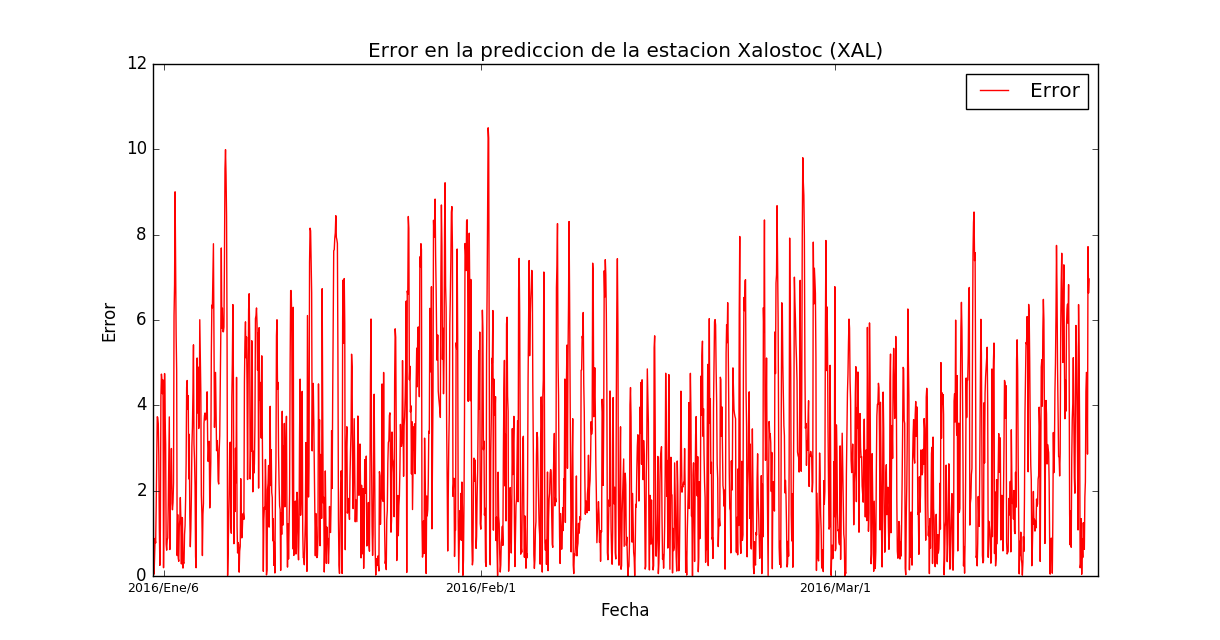 Error en la prediccion de la estacion Xalostoc (XAL)
Error
12
10
8
6
4
2
0
Error
2016/Ene/6
2016/Feb/1
2016/Mar/1
Fecha